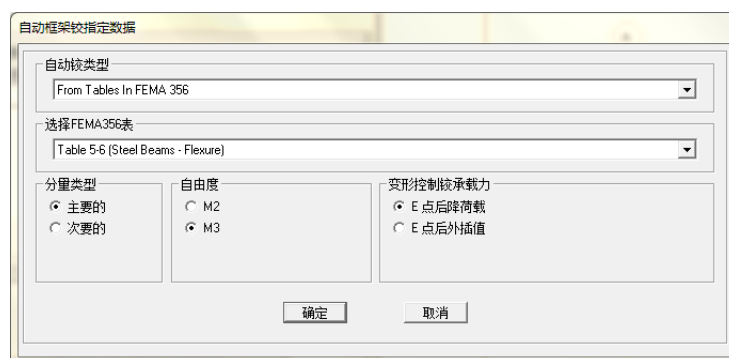 自动框架铰指定数据
自动铰类型
From Tables In FEMA 356
选择FEMA356表
Table 5-6 (Steel Beams - Flexure)
分量类型
主要的
次要的
自由度
M2
M3
变形控制铰承载力
E 点后降荷载
E 点后外插值
确定
取消